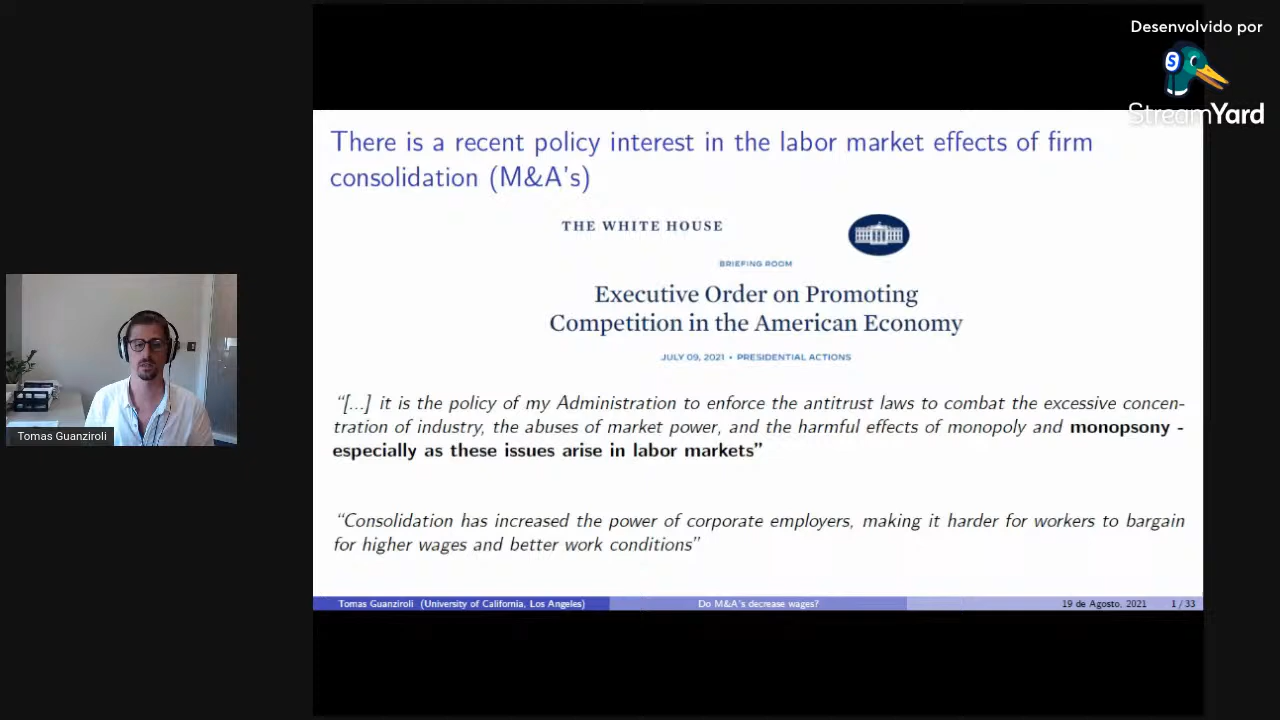 Desenvolvido por
StreamYard
There is a recent policy interest in the labor market effects of firm
consolidation (M&A's)
THE WHITE HOUSE
BRIEFING ROOM
Executive Order on Promoting
Competition in the American Economy
JULY 09, 2021 • PRESIDENTIAL ACTIONS
“[...] it is the policy of my Administration to enforce the antitrust laws to combat the excessive concen-
tration of industry, the abuses of market power, and the harmful effects of monopoly and monopsony -
especially as these issues arise in labor markets”
“Consolidation has increased the power of corporate employers, making it harder for workers to bargain
for higher wages and better work conditions”
Tomas Guanziroli (University of California, Los Angeles) Do M&A's decrease wages? 19 de Agosto, 2021 1 / 33
Tomas Guanziroli